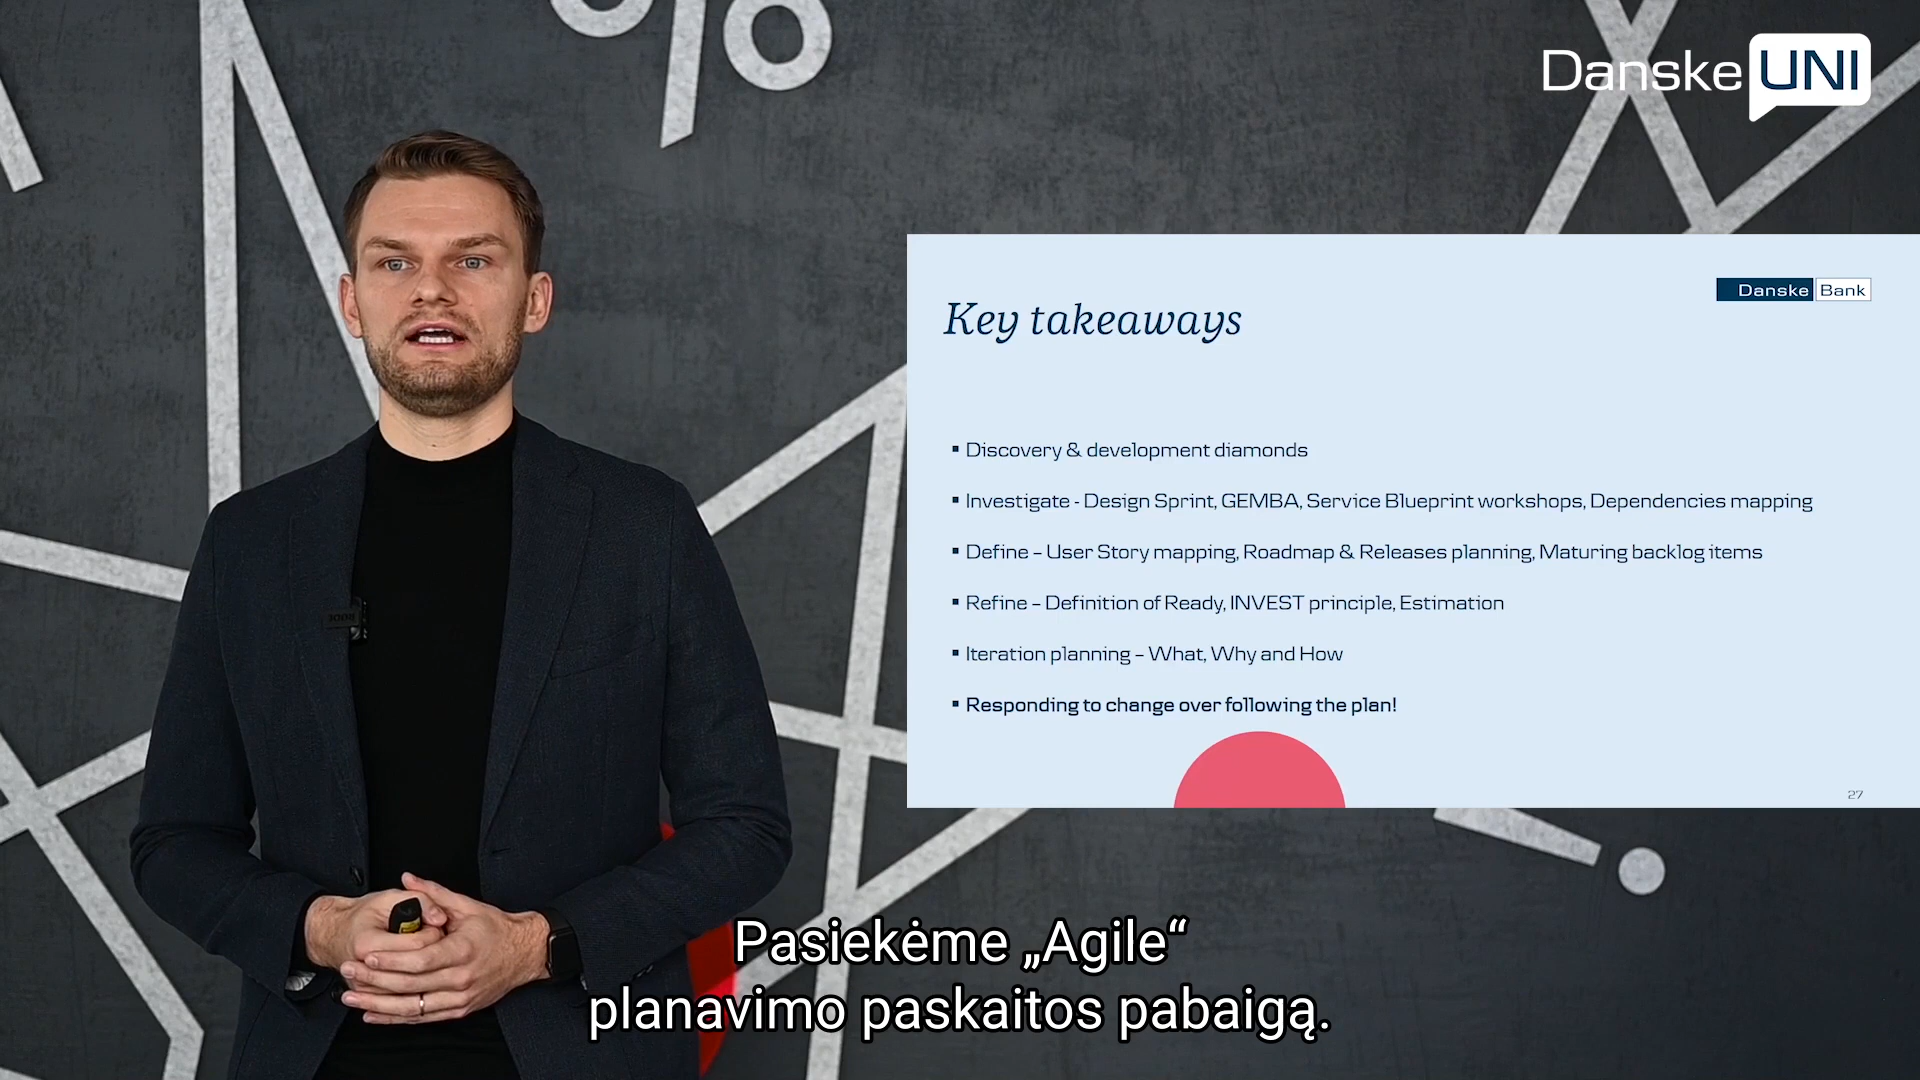 %
Danske UNI
Danske Bank
Key takeaways
▪ Discovery & development diamonds
▪ Investigate - Design Sprint, GEMBA, Service Blueprint workshops, Dependencies mapping
▪ Define – User Story mapping, Roadmap & Releases planning, Maturing backlog items
▪ Refine – Definition of Ready, INVEST principle, Estimation
▪ Iteration planning – What, Why and How
▪ Responding to change over following the plan!
27
Pasiekėme „Agile“
planavimo paskaitos pabaigą.